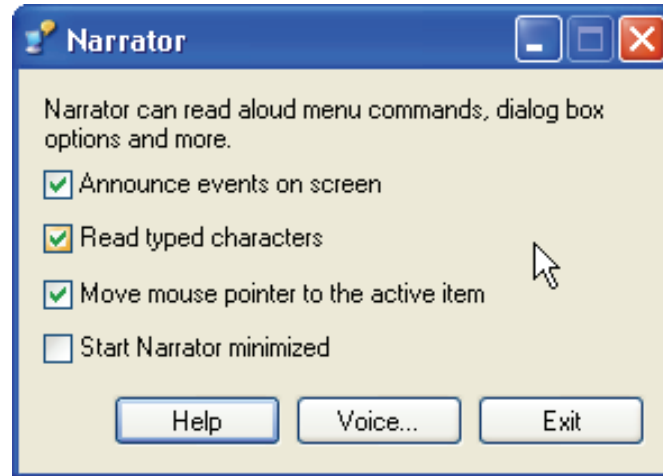 Narrator
Narrator can read aloud menu commands, dialog box
options and more.
Announce events on screen
Read typed characters
Move mouse pointer to the active item
Start Narrator minimized
Help Voice... Exit